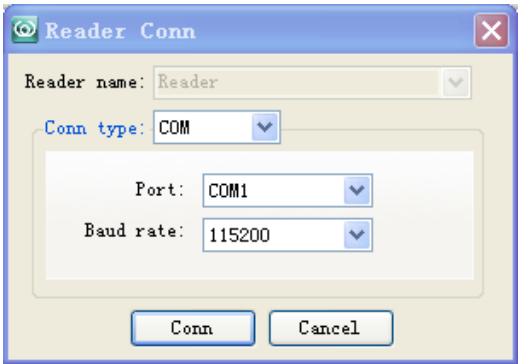 Reader Conn
Reader name: Reader
Conn type: COM
Port: COM1
Baud rate: 115200
Conn Cancel